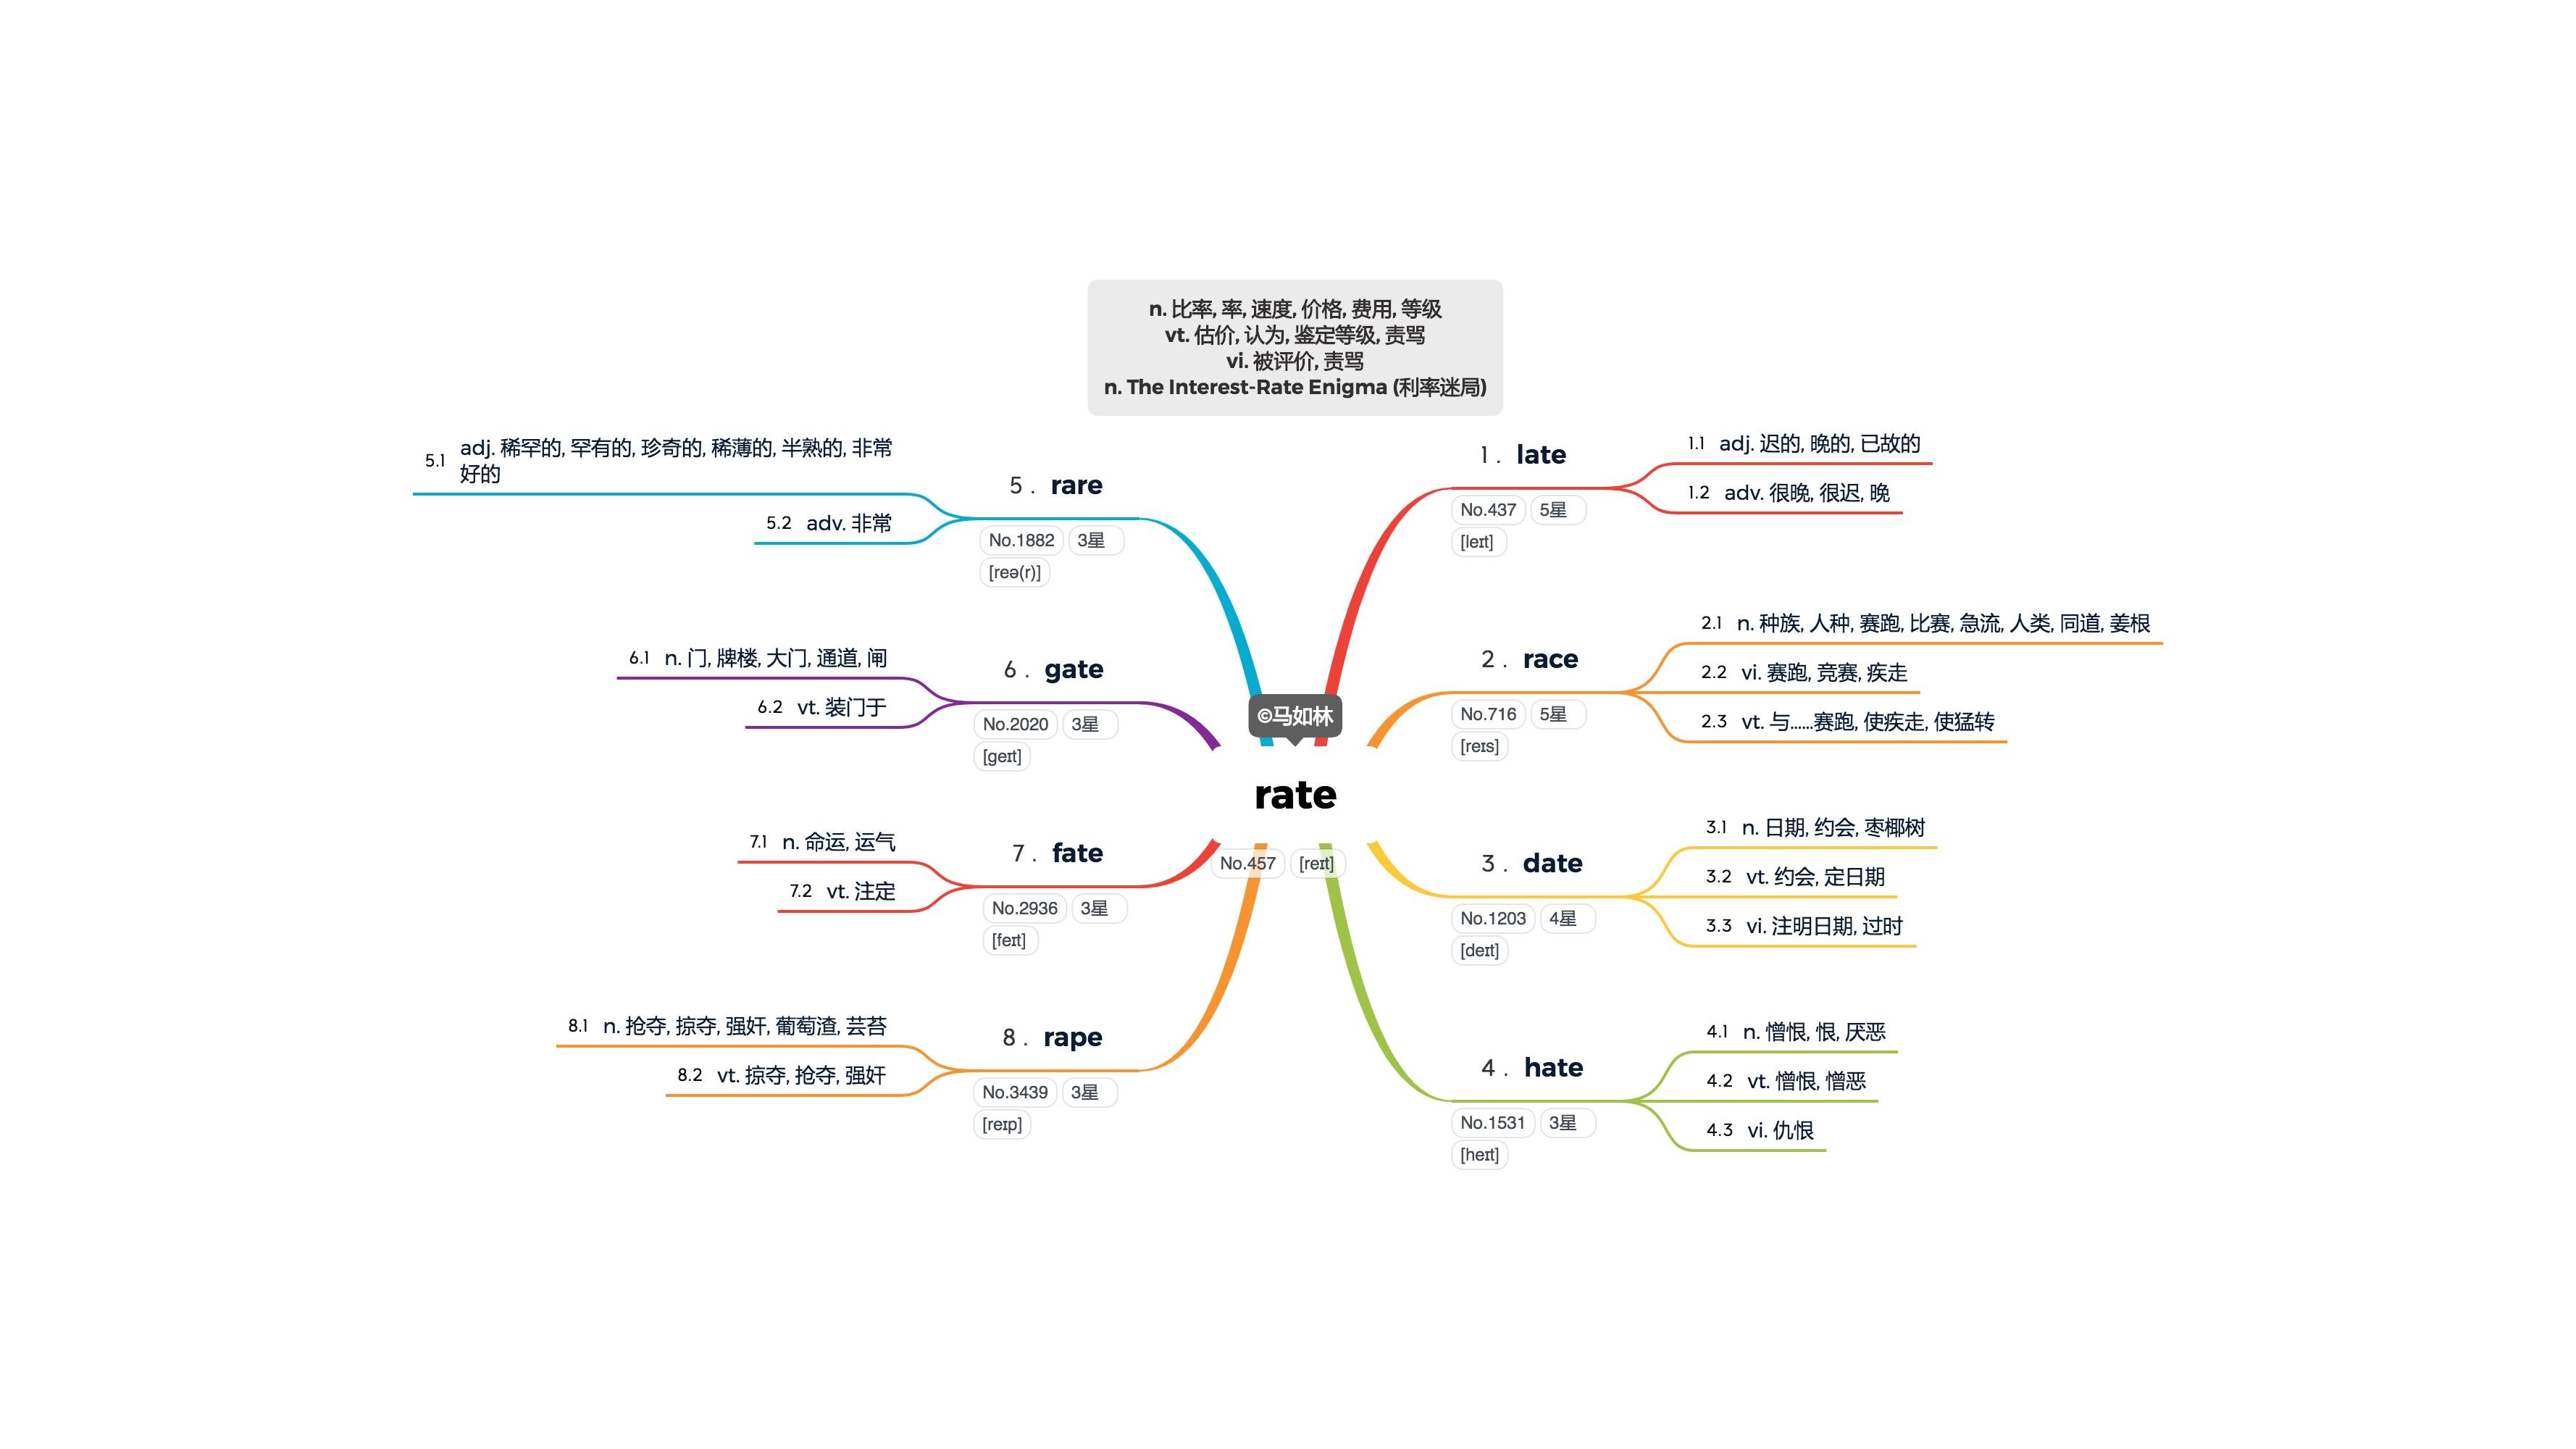 n. 比率, 率, 速度, 价格, 费用, 等级
vt. 估价, 认为, 鉴定等级, 责骂
vi. 被评价, 责骂
n. The Interest-Rate Enigma (利率迷局)
©马如林
rate
No.457 [reɪt]
1. late
No.437 5星
[leɪt]
1.1 adj. 迟的, 晚的, 已故的
1.2 adv. 很晚, 很迟, 晚
2. race
No.716 5星
[reɪs]
2.1 n. 种族, 人种, 赛跑, 比赛, 急流, 人类, 同道, 姜根
2.2 vi. 赛跑, 竞赛, 疾走
2.3 vt. 与......赛跑, 使疾走, 使猛转
3. date
No.1203 4星
[deɪt]
3.1 n. 日期, 约会, 枣椰树
3.2 vt. 约会, 定日期
3.3 vi. 注明日期, 过时
4. hate
No.1531 3星
[heɪt]
4.1 n. 憎恨, 恨, 厌恶
4.2 vt. 憎恨, 憎恶
4.3 vi. 仇恨
5. rare
No.1882 3星
[reə(r)]
5.1 adj. 稀罕的, 罕有的, 珍奇的, 稀薄的, 半熟的, 非常
好的
5.2 adv. 非常
6. gate
No.2020 3星
[geɪt]
6.1 n. 门, 牌楼, 大门, 通道, 闸
6.2 vt. 装门于
7. fate
No.2936 3星
[feɪt]
7.1 n. 命运, 运气
7.2 vt. 注定
8. rape
No.3439 3星
[reɪp]
8.1 n. 抢夺, 掠夺, 强奸, 葡萄渣, 芸苔
8.2 vt. 掠夺, 抢夺, 强奸